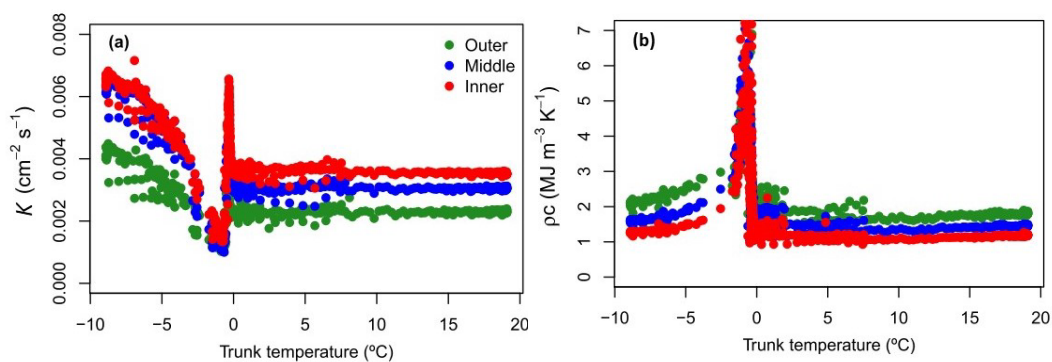 (a)
Outer
Middle
Inner
K (cm⁻² s⁻¹)
0.008
0.006
0.004
0.002
0.000
−10 −5 0 5 10 15 20
Trunk temperature (ºC)
(b)
ρc (MJ m⁻³ K⁻¹)
7
6
5
4
3
2
1
0
−10 −5 0 5 10 15 20
Trunk temperature (ºC)